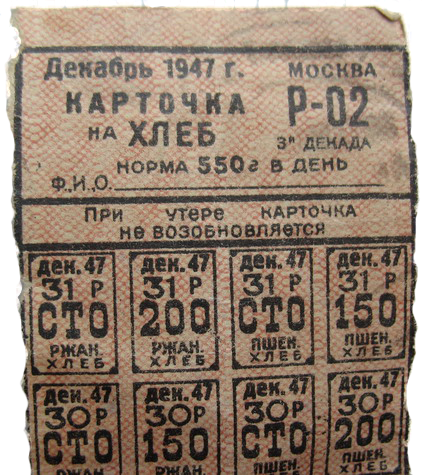 Декабрь 1947 г. МОСКВА
КАРТОЧКА Р-02
НА ХЛЕБ 3я ДЕКАДА
НОРМА 550г В ДЕНЬ
Ф.И.О.
ПРИ УТЕРЕ КАРТОЧКА
НЕ ВОЗОБНОВЛЯЕТСЯ
дек. 47 дек. 47 дек. 47 дек. 47
31 Р 31 Р 31 Р 31 Р
СТО 200 СТО 150
РЖАН. РЖАН. ПШЕН. ПШЕН.
ХЛЕБ ХЛЕБ ХЛЕБ ХЛЕБ
дек. 47 дек. 47 дек. 47 дек. 47
30Р 30Р 30Р 30Р
СТО 150 СТО 200
РЖАН. РЖАН. ПШЕН. ПШЕН.
ХЛЕБ